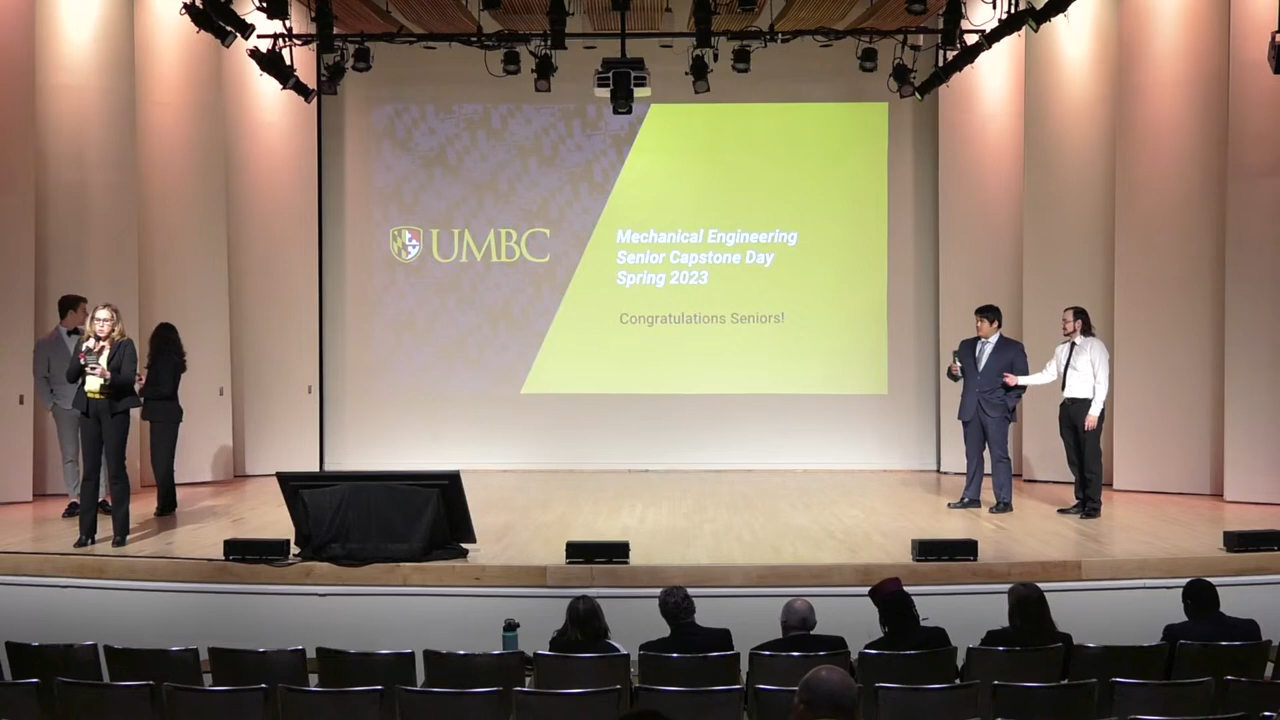 UMBC
Mechanical Engineering
Senior Capstone Day
Spring 2023
Congratulations Seniors!